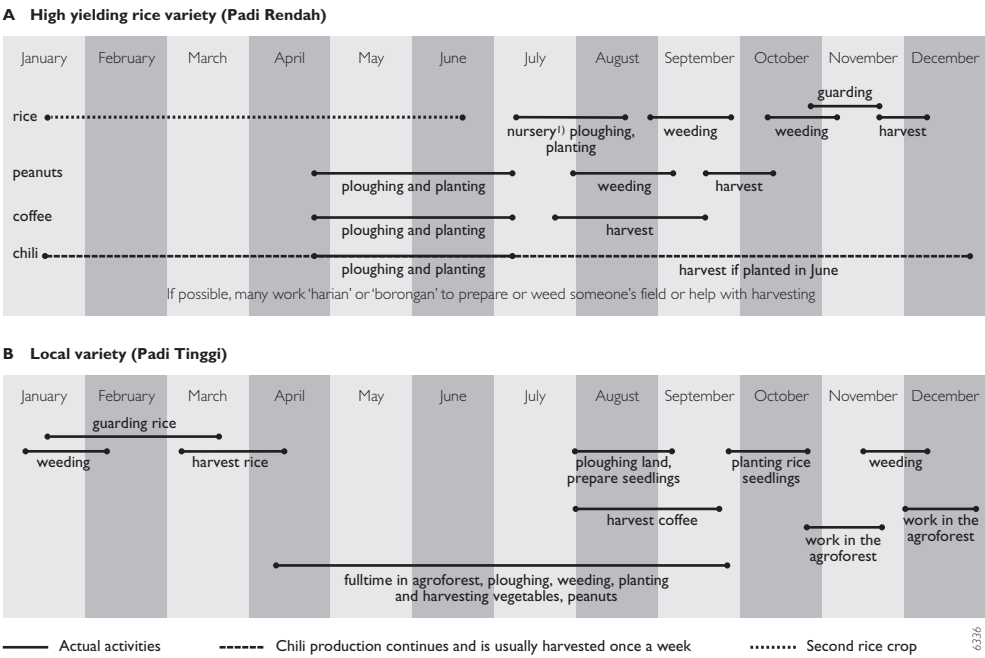 A High yielding rice variety (Padi Rendah)
January February March April May June July August September October November December
guarding
rice
nursery¹⁾ ploughing,
planting
weeding
weeding
harvest
peanuts
ploughing and planting
weeding
harvest
coffee
ploughing and planting
harvest
chili
ploughing and planting
harvest if planted in June
If possible, many work ‘harian’ or ‘borongan’ to prepare or weed someone’s field or help with harvesting
B Local variety (Padi Tinggi)
January February March April May June July August September October November December
guarding rice
weeding
harvest rice
ploughing land,
prepare seedlings
planting rice
seedlings
weeding
harvest coffee
work in the
agroforest
work in the
agroforest
fulltime in agroforest, ploughing, weeding, planting
and harvesting vegetables, peanuts
Actual activities
Chili production continues and is usually harvested once a week
Second rice crop
6336